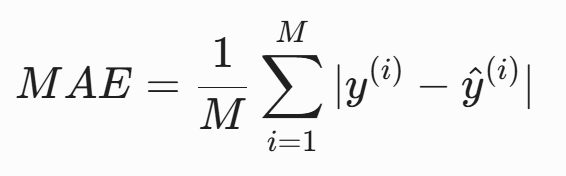 MAE = \frac{1}{M} \sum_{i=1}^{M} |y^{(i)} - \hat{y}^{(i)}|